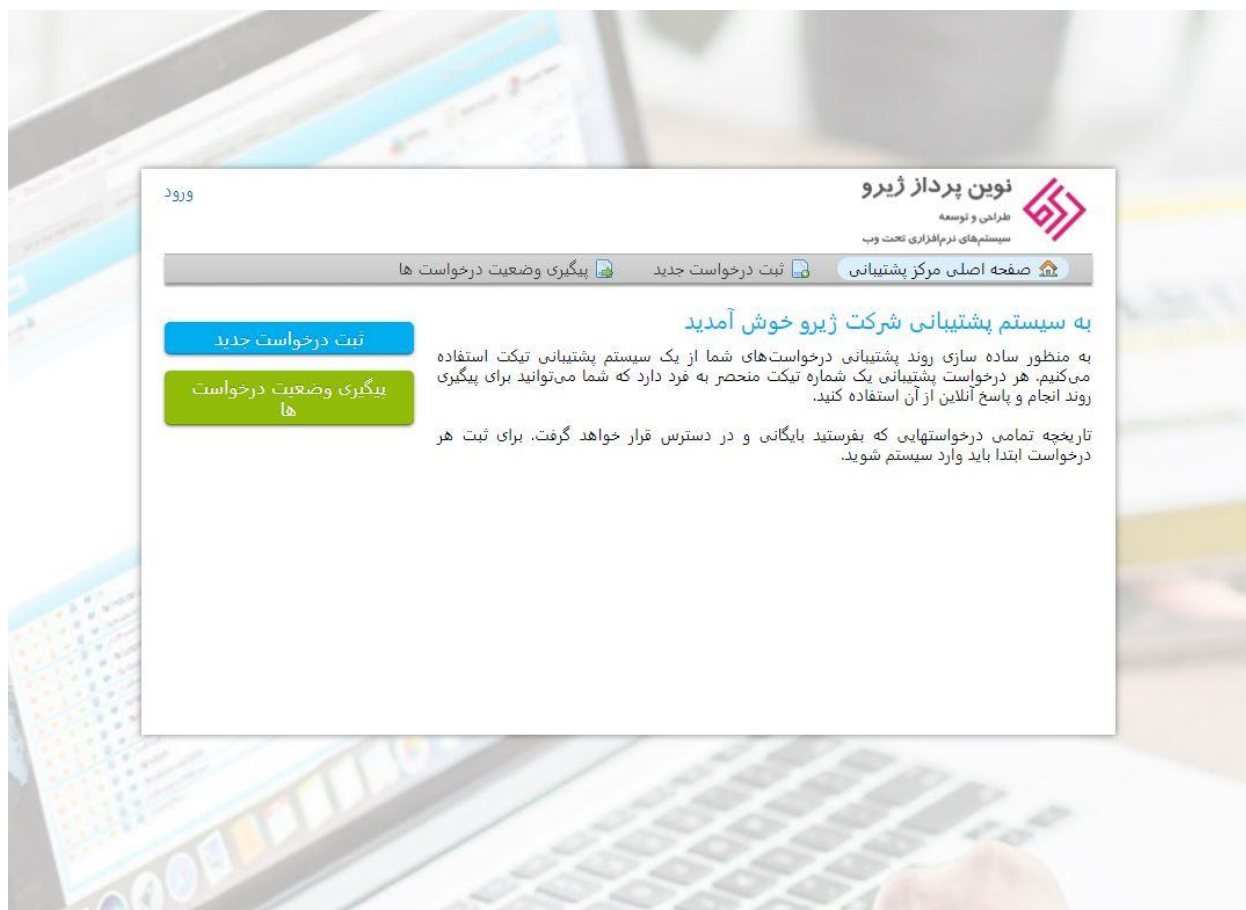 نوین پرداز ژیرو
طراحی و توسعه
سیستم‌های نرم‌افزاری تحت وب
ورود
صفحه اصلی مرکز پشتیبانی
ثبت درخواست جدید
پیگیری وضعیت درخواست ها
به سیستم پشتیبانی شرکت ژیرو خوش آمدید
به منظور ساده سازی روند پشتیبانی درخواست‌های شما از یک سیستم پشتیبانی تیکت استفاده
می‌کنیم. هر درخواست پشتیبانی یک شماره تیکت منحصر به فرد دارد که شما می‌توانید برای پیگیری
روند انجام و پاسخ آنلاین از آن استفاده کنید.
تاریخچه تمامی درخواستهایی که بفرستید بایگانی و در دسترس قرار خواهد گرفت. برای ثبت هر
درخواست ابتدا باید وارد سیستم شوید.
ثبت درخواست جدید
پیگیری وضعیت درخواست
ها